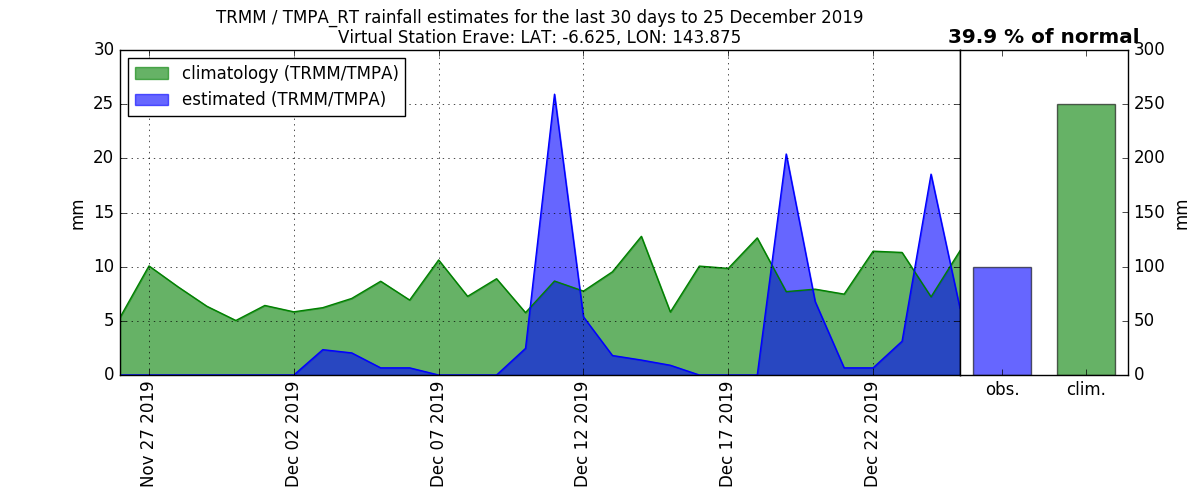 TRMM / TMPA_RT rainfall estimates for the last 30 days to 25 December 2019
Virtual Station Erave: LAT: -6.625, LON: 143.875
39.9 % of normal
climatology (TRMM/TMPA)
estimated (TRMM/TMPA)
30
25
20
15
10
5
0
mm
Nov 27 2019
Dec 02 2019
Dec 07 2019
Dec 12 2019
Dec 17 2019
Dec 22 2019
300
250
200
150
100
50
0
mm
obs.
clim.